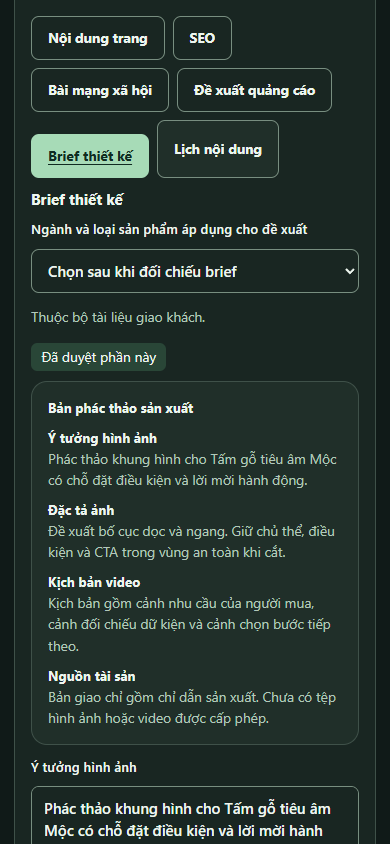 Nội dung trang
SEO
Bài mạng xã hội
Đề xuất quảng cáo
Brief thiết kế
Lịch nội dung
Brief thiết kế
Ngành và loại sản phẩm áp dụng cho đề xuất
Chọn sau khi đối chiếu brief
Thuộc bộ tài liệu giao khách.
Đã duyệt phần này
Bản phác thảo sản xuất
Ý tưởng hình ảnh
Phác thảo khung hình cho Tấm gỗ tiêu âm Mộc
có chỗ đặt điều kiện và lời mời hành động.
Đặc tả ảnh
Đề xuất bố cục dọc và ngang. Giữ chủ thể, điều
kiện và CTA trong vùng an toàn khi cắt.
Kịch bản video
Kịch bản gồm cảnh nhu cầu của người mua,
cảnh đối chiếu dữ kiện và cảnh chọn bước tiếp
theo.
Nguồn tài sản
Bản giao chỉ gồm chỉ dẫn sản xuất. Chưa có tệp
hình ảnh hoặc video được cấp phép.
Ý tưởng hình ảnh
Phác thảo khung hình cho Tấm gỗ tiêu âm
Mộc có chỗ đặt điều kiện và lời mời hành